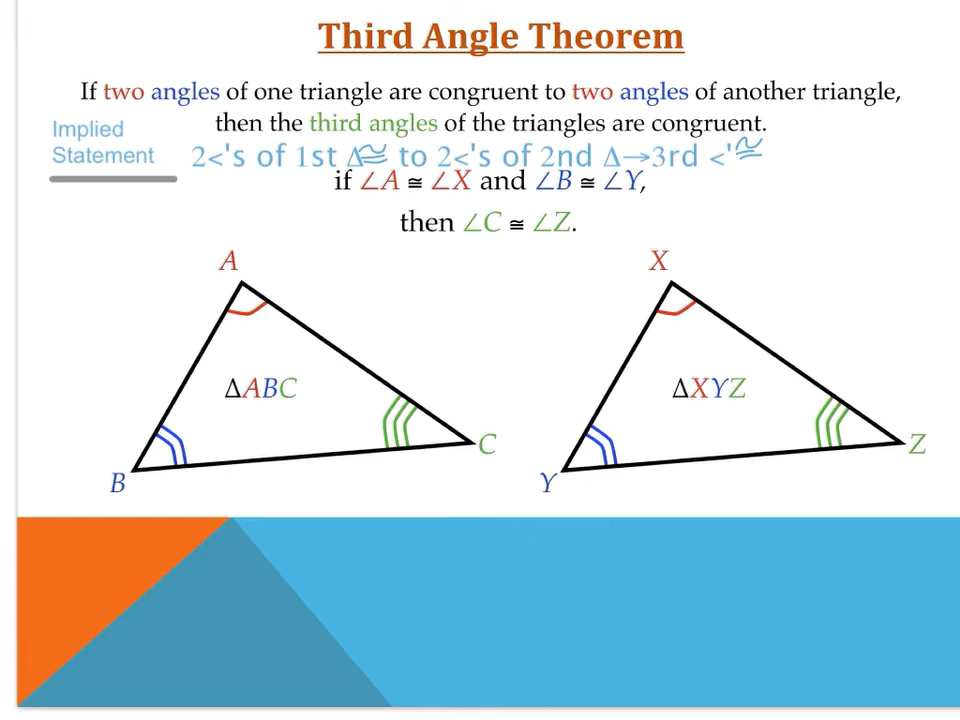 Third Angle Theorem
If two angles of one triangle are congruent to two angles of another triangle,
then the third angles of the triangles are congruent.
Implied
Statement
2<'s of 1st Δ≅ to 2<'s of 2nd Δ→3rd <'≅
if ∠A ≅ ∠X and ∠B ≅ ∠Y,
then ∠C ≅ ∠Z.
A
X
ΔABC
ΔXYZ
C
Z
B
Y